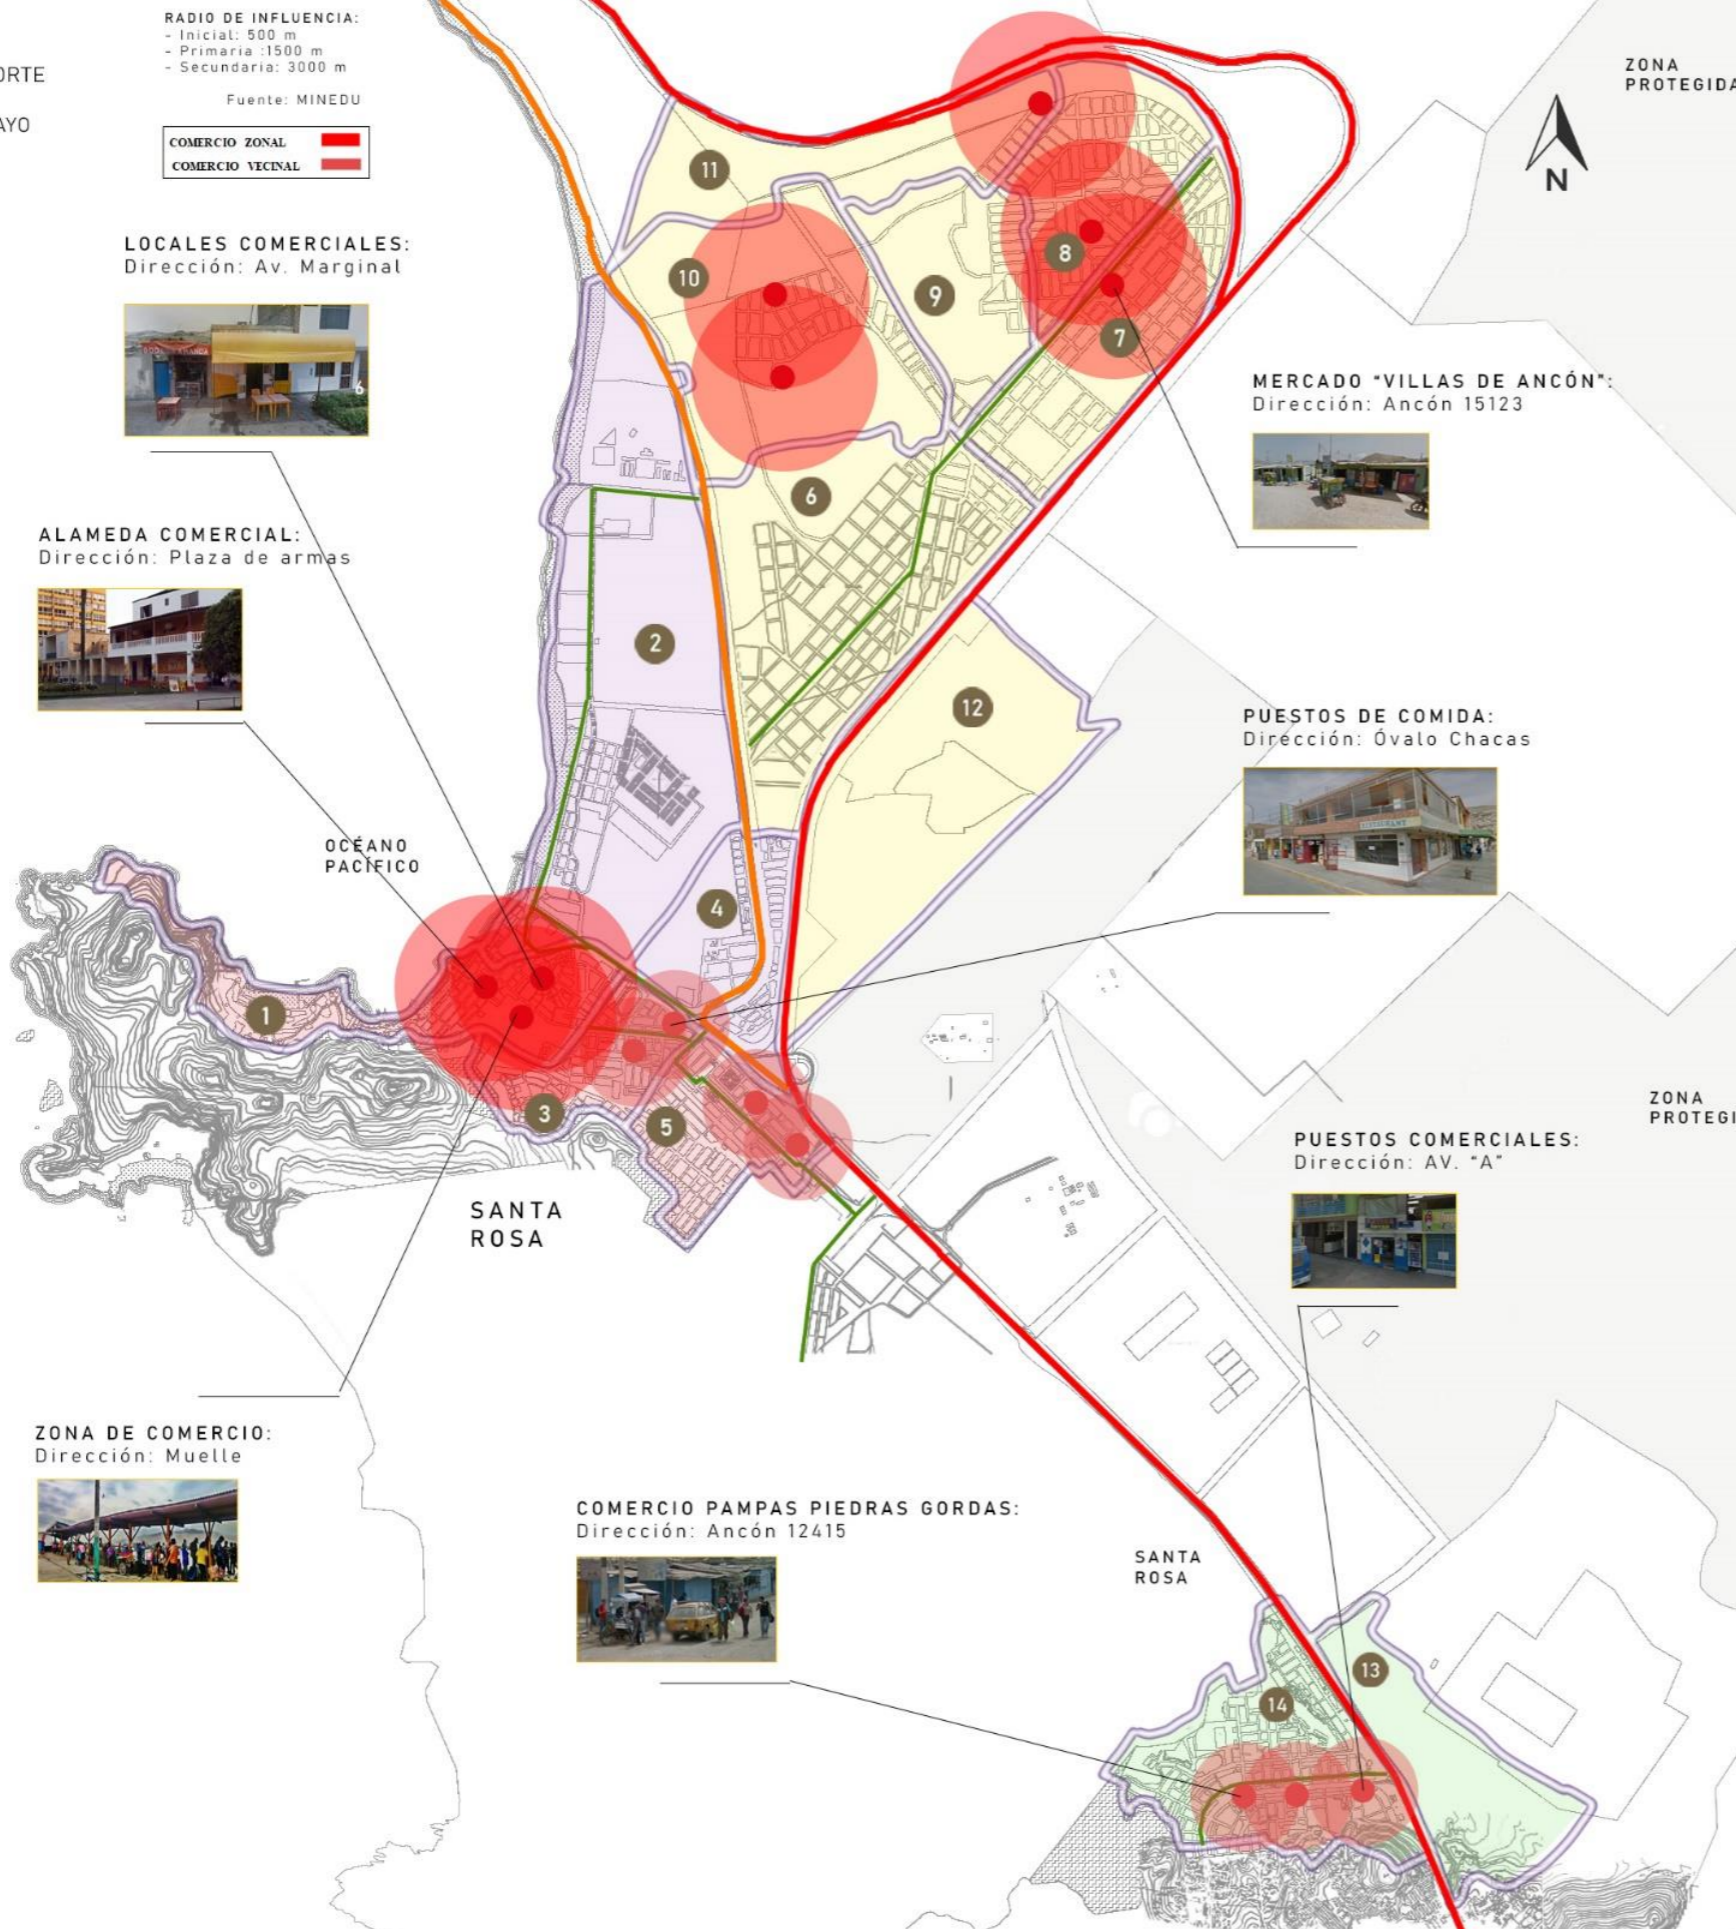 RADIO DE INFLUENCIA:
- Inicial: 500 m
- Primaria :1500 m
- Secundaria: 3000 m
Fuente: MINEDU
ORTE
AYO
COMERCIO ZONAL
COMERCIO VECINAL
ZONA
PROTEGIDA
N
LOCALES COMERCIALES:
Dirección: Av. Marginal
6
11
10
9
8
7
MERCADO "VILLAS DE ANCÓN":
Dirección: Ancón 15123
6
ALAMEDA COMERCIAL:
Dirección: Plaza de armas
2
12
PUESTOS DE COMIDA:
Dirección: Óvalo Chacas
RESTAURANT
OCÉANO
PACÍFICO
4
1
3
5
ZONA
PROTEGI
PUESTOS COMERCIALES:
Dirección: AV. "A"
SANTA
ROSA
ZONA DE COMERCIO:
Dirección: Muelle
COMERCIO PAMPAS PIEDRAS GORDAS:
Dirección: Ancón 12415
SANTA
ROSA
13
14